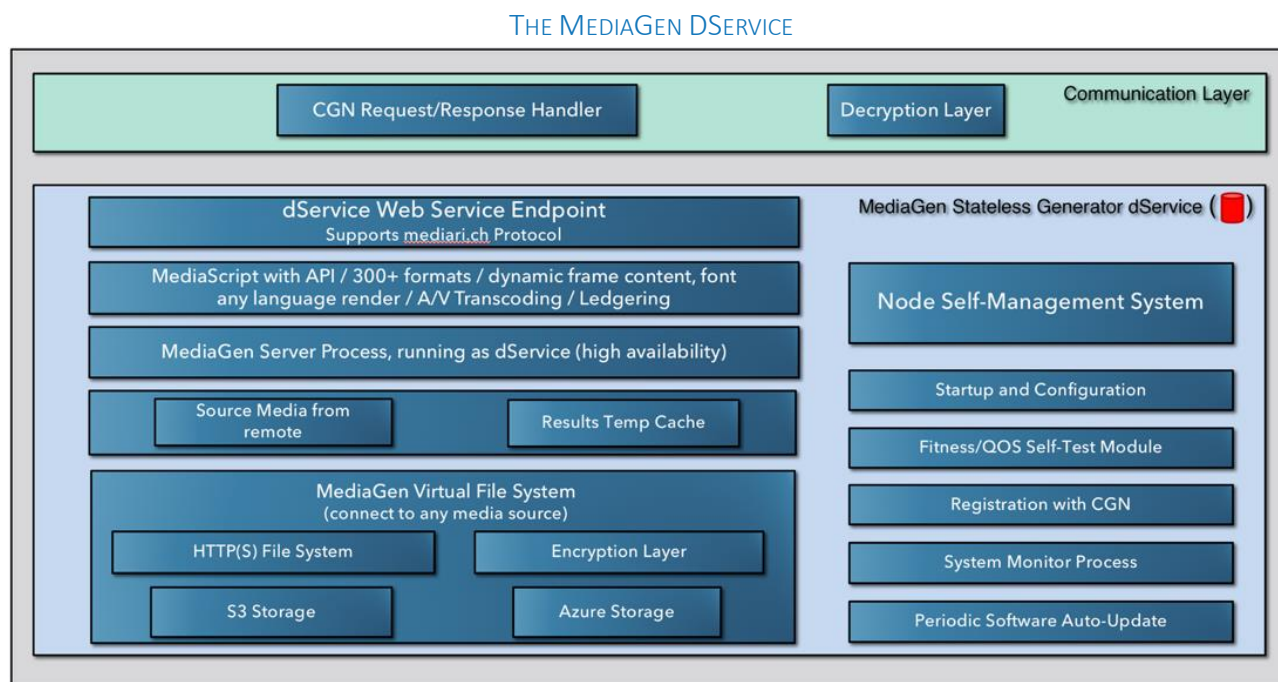 THE MEDIAGEN DSERVICE
Communication Layer
CGN Request/Response Handler
Decryption Layer
MediaGen Stateless Generator dService ( )
dService Web Service Endpoint
Supports mediari.ch Protocol
MediaScript with API / 300+ formats / dynamic frame content, font
any language render / A/V Transcoding / Ledgering
MediaGen Server Process, running as dService (high availability)
Source Media from
remote
Results Temp Cache
MediaGen Virtual File System
(connect to any media source)
HTTP(S) File System
Encryption Layer
S3 Storage
Azure Storage
Node Self-Management System
Startup and Configuration
Fitness/QOS Self-Test Module
Registration with CGN
System Monitor Process
Periodic Software Auto-Update